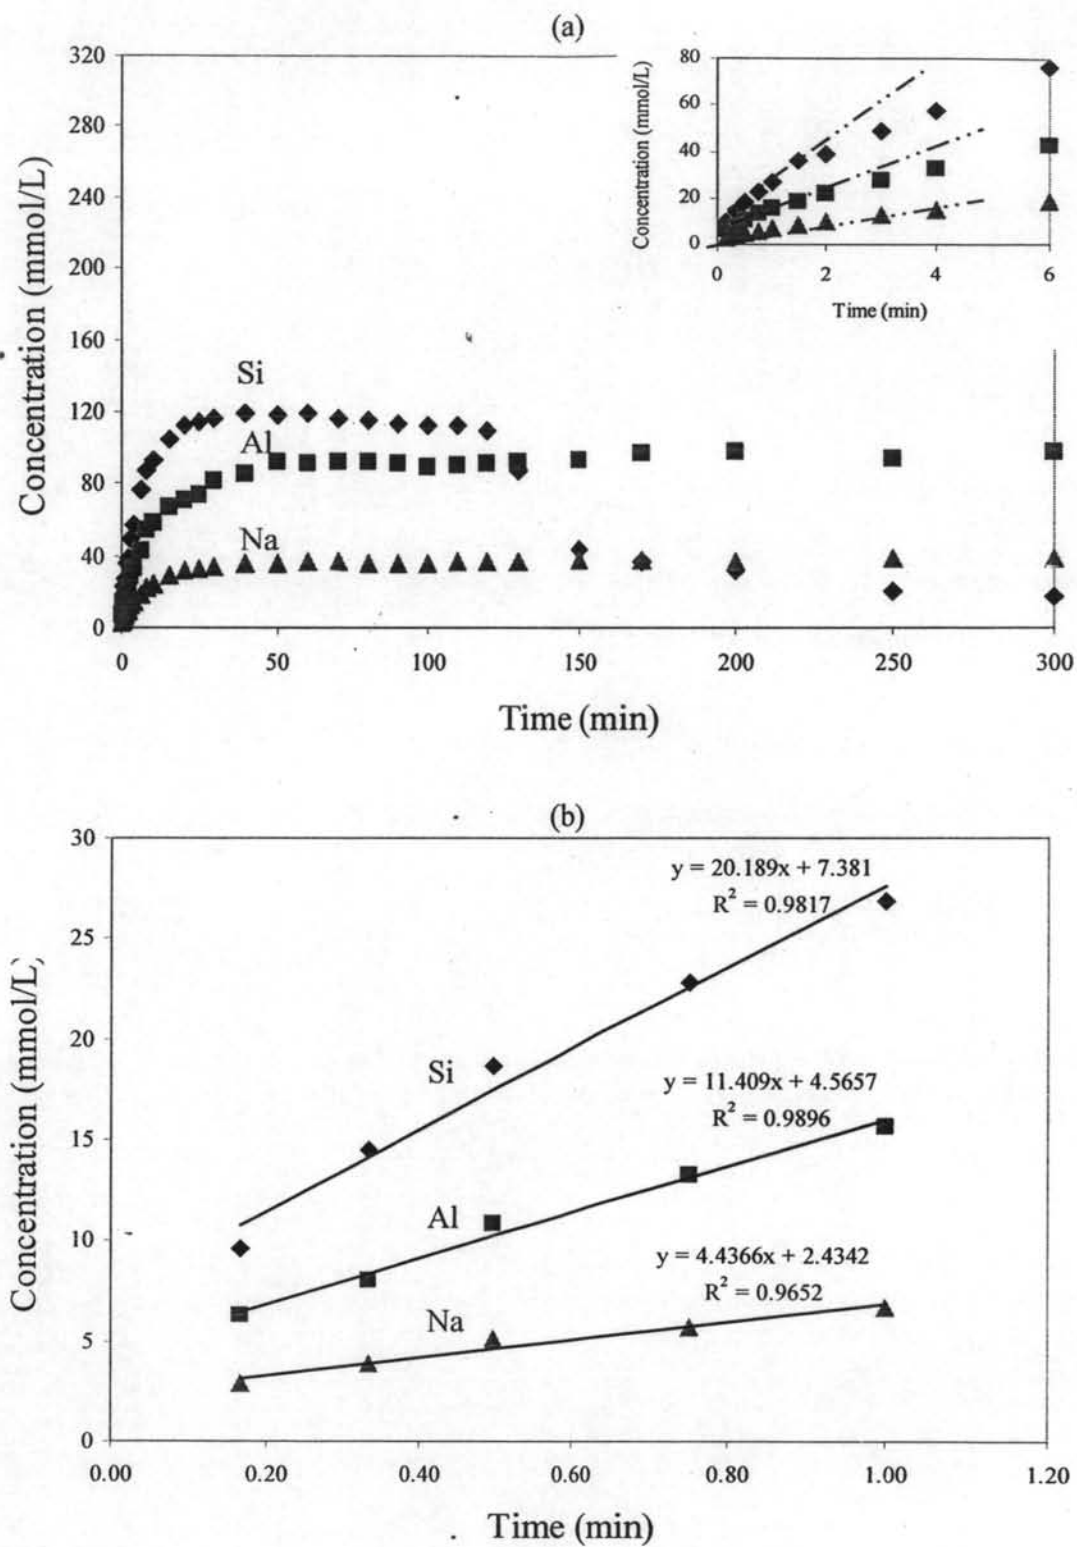 (a)
320
280
240
200
160
120
80
40
0
Concentration (mmol/L)
Si
Al
Na
0 50 100 150 200 250 300
Time (min)
80
60
40
20
0
Concentration (mmol/L)
0 2 4 6
Time (min)
(b)
30
25
20
15
10
5
0
Concentration (mmol/L)
y = 20.189x + 7.381
R² = 0.9817
Si
y = 11.409x + 4.5657
R² = 0.9896
Al
y = 4.4366x + 2.4342
R² = 0.9652
Na
0.00 0.20 0.40 0.60 0.80 1.00 1.20
Time (min)